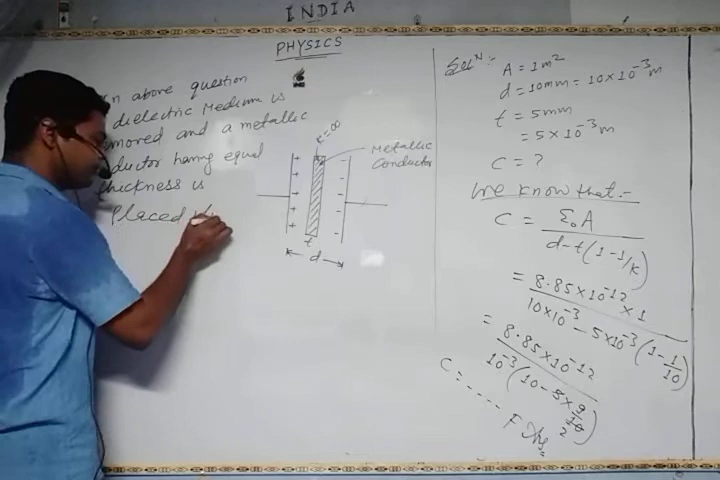 INDIA
PHYSICS
n above question
dielectric Medium is
moved and a metallic
ductor having equal
thickness is
Placed
K=∞
Metallic
Conductor
+ + + + +
- - - - -
t
d
Solⁿ:-
A = 1m²
d = 10mm = 10×10⁻³m
t = 5mm
= 5×10⁻³m
C = ?
We know that:-
C = ε₀A / d-t(1-1/K)
= 8.85×10⁻¹² × 1 / 10×10⁻³ - 5×10⁻³(1-1/10)
= 8.85×10⁻¹² / 10⁻³(10-5×9/10)
C = ---- F Ans